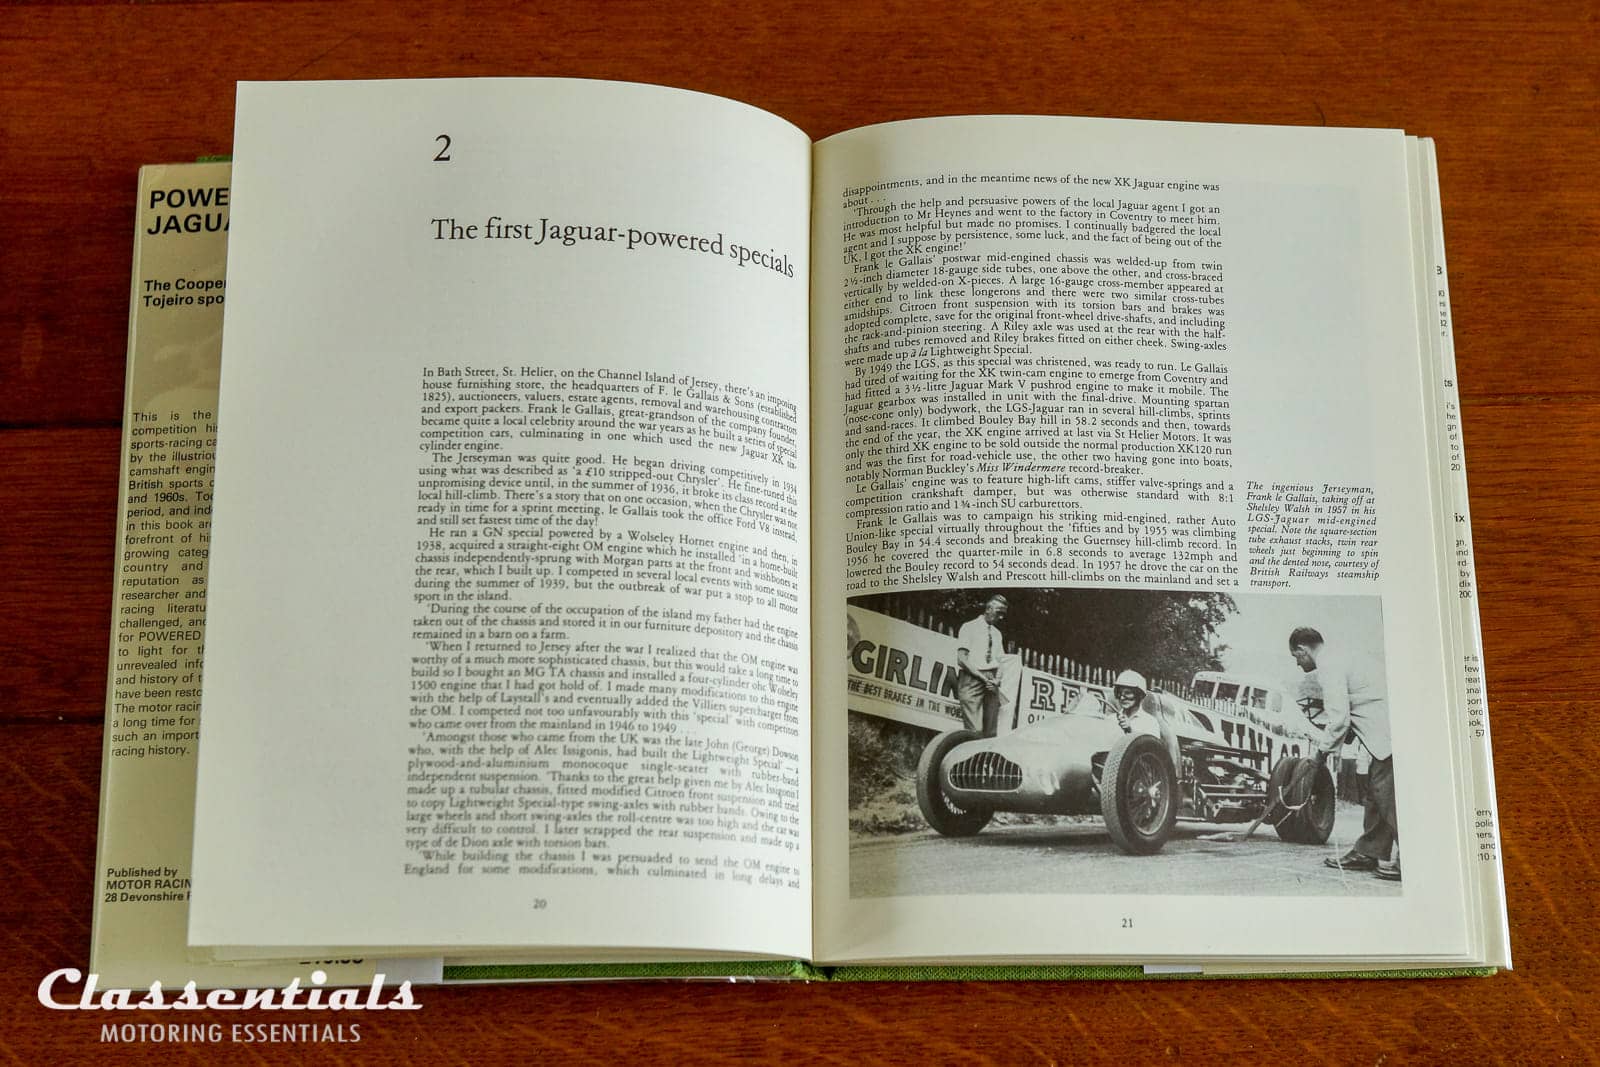 POWE
JAGUA
The Cooper
Tojeiro spo
This is the
competition his
sports-racing ca
by the illustriou
camshaft engin
British sports c
and 1960s. Too
period, and inde
in this book are
forefront of his
growing categ
country and
reputation as
researcher and
racing literatu
challenged, and
for POWERED
to light for th
unrevealed info
and history of t
have been resto
The motor racin
a long time for
such an import
racing history.
Published by
MOTOR RACIN
28 Devonshire R
2
The first Jaguar-powered specials
In Bath Street, St. Helier, on the Channel Island of Jersey, there's an imposing
house furnishing store, the headquarters of F. le Gallais & Sons (established
1825), auctioneers, valuers, estate agents, removal and warehousing contractors
and export packers. Frank le Gallais, great-grandson of the company founder,
became quite a local celebrity around the war years as he built a series of special
competition cars, culminating in one which used the new Jaguar XK six-
cylinder engine.
The Jerseyman was quite good. He began driving competitively in 1934
using what was described as 'a £10 stripped-out Chrysler'. He fine-tuned this
unpromising device until, in the summer of 1936, it broke its class record at the
local hill-climb. There's a story that on one occasion, when the Chrysler was not
ready in time for a sprint meeting, le Gallais took the office Ford V8 instead,
and still set fastest time of the day!
He ran a GN special powered by a Wolseley Hornet engine and then, in
1938, acquired a straight-eight OM engine which he installed 'in a home-built
chassis independently-sprung with Morgan parts at the front and wishbones at
the rear, which I built up. I competed in several local events with some success
during the summer of 1939, but the outbreak of war put a stop to all motor
sport in the island.
'During the course of the occupation of the island my father had the engine
taken out of the chassis and stored it in our furniture depository and the chassis
remained in a barn on a farm.
'When I returned to Jersey after the war I realized that the OM engine was
worthy of a much more sophisticated chassis, but this would take a long time to
build so I bought an MG TA chassis and installed a four-cylinder ohc Wolseley
1500 engine that I had got hold of. I made many modifications to this engine
with the help of Laystall's and eventually added the Villiers supercharger from
the OM. I competed not too unfavourably with this 'special' with competitors
who came over from the mainland in 1946 to 1949 . . .
'Amongst those who came from the UK was the late John (George) Dowson
who, with the help of Alec Issigonis, had built the Lightweight Special' — a
plywood-and-aluminium monocoque single-seater with rubber-band
independent suspension. 'Thanks to the great help given me by Alec Issigonis I
made up a tubular chassis, fitted modified Citroen front suspension and tried
to copy Lightweight Special-type swing-axles with rubber bands. Owing to the
large wheels and short swing-axles the roll-centre was too high and the car was
very difficult to control. I later scrapped the rear suspension and made up a
type of de Dion axle with torsion bars.
'While building the chassis I was persuaded to send the OM engine to
England for some modifications, which culminated in long delays and
20
disappointments, and in the meantime news of the new XK Jaguar engine was
about . . .
'Through the help and persuasive powers of the local Jaguar agent I got an
introduction to Mr Heynes and went to the factory in Coventry to meet him.
He was most helpful but made no promises. I continually badgered the local
agent and I suppose by persistence, some luck, and the fact of being out of the
UK, I got the XK engine!'
Frank le Gallais' postwar mid-engined chassis was welded-up from twin
2½-inch diameter 18-gauge side tubes, one above the other, and cross-braced
vertically by welded-on X-pieces. A large 16-gauge cross-member appeared at
either end to link these longerons and there were two similar cross-tubes
amidships. Citroen front suspension with its torsion bars and brakes was
adopted complete, save for the original front-wheel drive-shafts, and including
the rack-and-pinion steering. A Riley axle was used at the rear with the half-
shafts and tubes removed and Riley brakes fitted on either cheek. Swing-axles
were made up à la Lightweight Special.
By 1949 the LGS, as this special was christened, was ready to run. Le Gallais
had tired of waiting for the XK twin-cam engine to emerge from Coventry and
had fitted a 3½-litre Jaguar Mark V pushrod engine to make it mobile. The
Jaguar gearbox was installed in unit with the final-drive. Mounting spartan
(nose-cone only) bodywork, the LGS-Jaguar ran in several hill-climbs, sprints
and sand-races. It climbed Bouley Bay hill in 58.2 seconds and then, towards
the end of the year, the XK engine arrived at last via St Helier Motors. It was
only the third XK engine to be sold outside the normal production XK120 run
and was the first for road-vehicle use, the other two having gone into boats,
notably Norman Buckley's Miss Windermere record-breaker.
Le Gallais' engine was to feature high-lift cams, stiffer valve-springs and a
competition crankshaft damper, but was otherwise standard with 8:1
compression ratio and 1¾-inch SU carburettors.
Frank le Gallais was to campaign his striking mid-engined, rather Auto
Union-like special virtually throughout the 'fifties and by 1955 was climbing
Bouley Bay in 54.4 seconds and breaking the Guernsey hill-climb record. In
1956 he covered the quarter-mile in 6.8 seconds to average 132mph and
lowered the Bouley record to 54 seconds dead. In 1957 he drove the car on the
road to the Shelsley Walsh and Prescott hill-climbs on the mainland and set a
The ingenious Jerseyman,
Frank le Gallais, taking off at
Shelsley Walsh in 1957 in his
LGS-Jaguar mid-engined
special. Note the square-section
tube exhaust stacks, twin rear
wheels just beginning to spin
and the dented nose, courtesy of
British Railways steamship
transport.
GIRLIN
THE BEST BRAKES IN THE WO
DUNLOP
21
Classentials
MOTORING ESSENTIALS